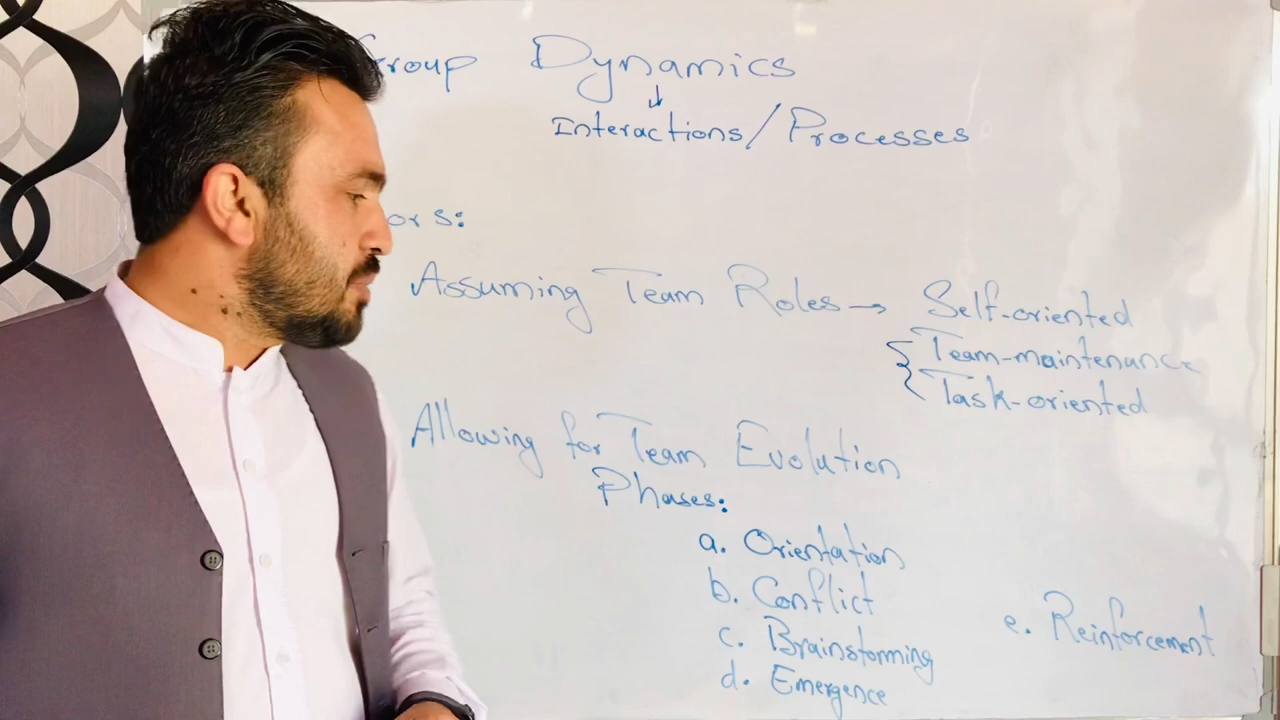 Group Dynamics
↓
Interactions/Processes
ors:
Assuming Team Roles → Self-oriented
{ Team-maintenance
Task-oriented
Allowing for Team Evolution
Phases:
a. Orientation
b. Conflict
c. Brainstorming
d. Emergence
e. Reinforcement